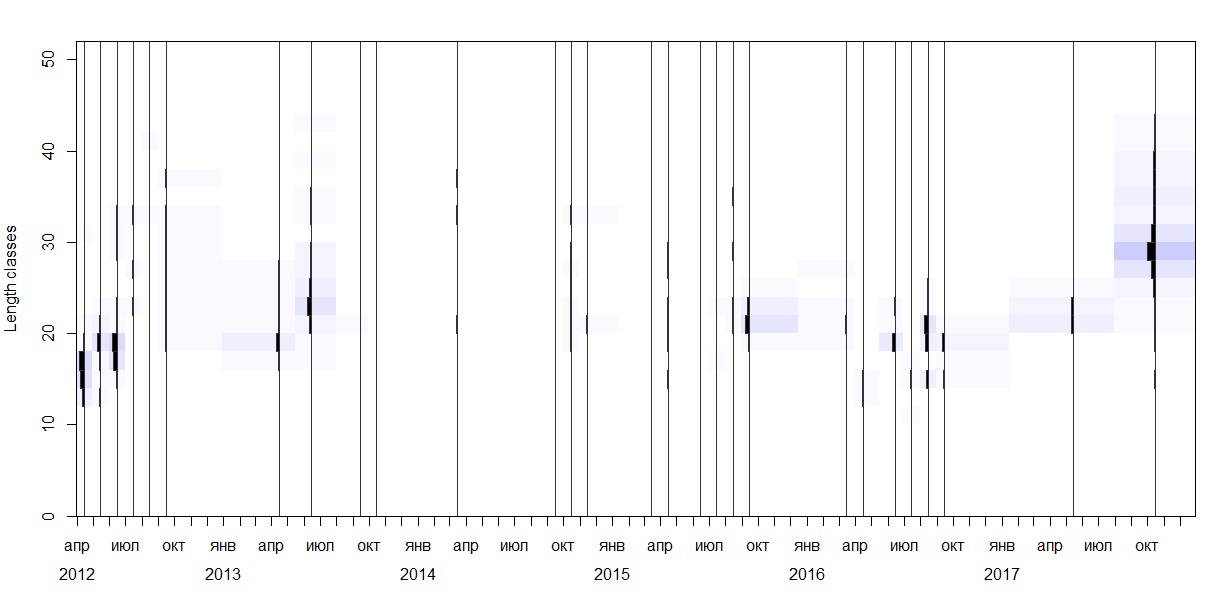 Length classes
50
40
30
20
10
0
апр июл окт янв апр июл окт янв апр июл окт янв апр июл окт янв апр июл окт янв апр июл окт
2012 2013 2014 2015 2016 2017